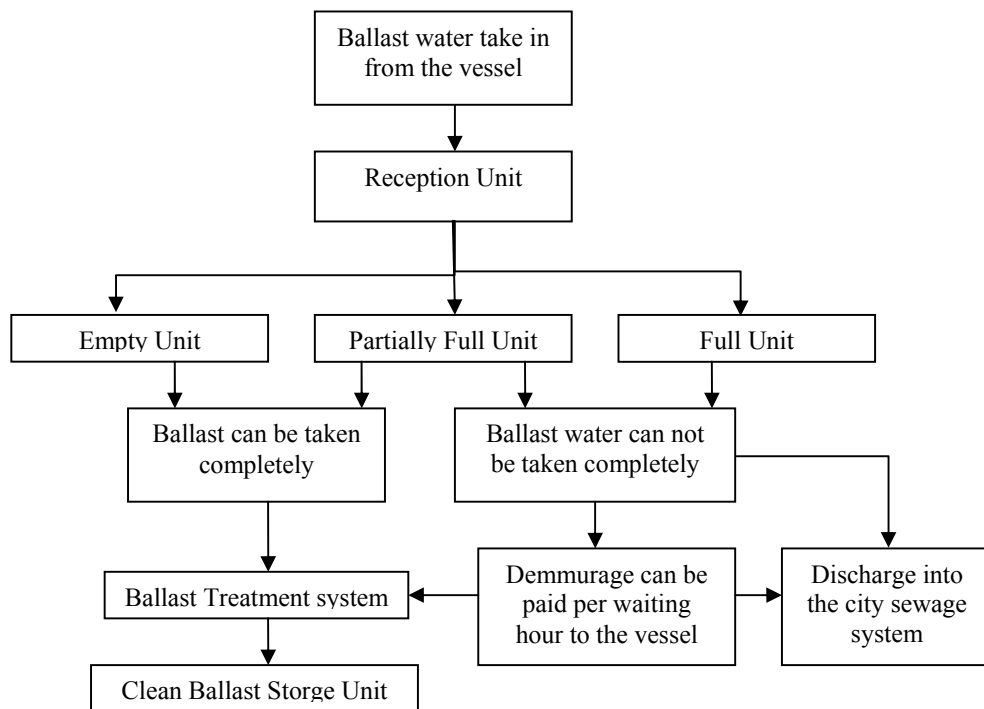 Ballast water take in
from the vessel
Reception Unit
Empty Unit
Partially Full Unit
Full Unit
Ballast can be taken
completely
Ballast water can not
be taken completely
Ballast Treatment system
Demmurage can be
paid per waiting
hour to the vessel
Discharge into
the city sewage
system
Clean Ballast Storge Unit